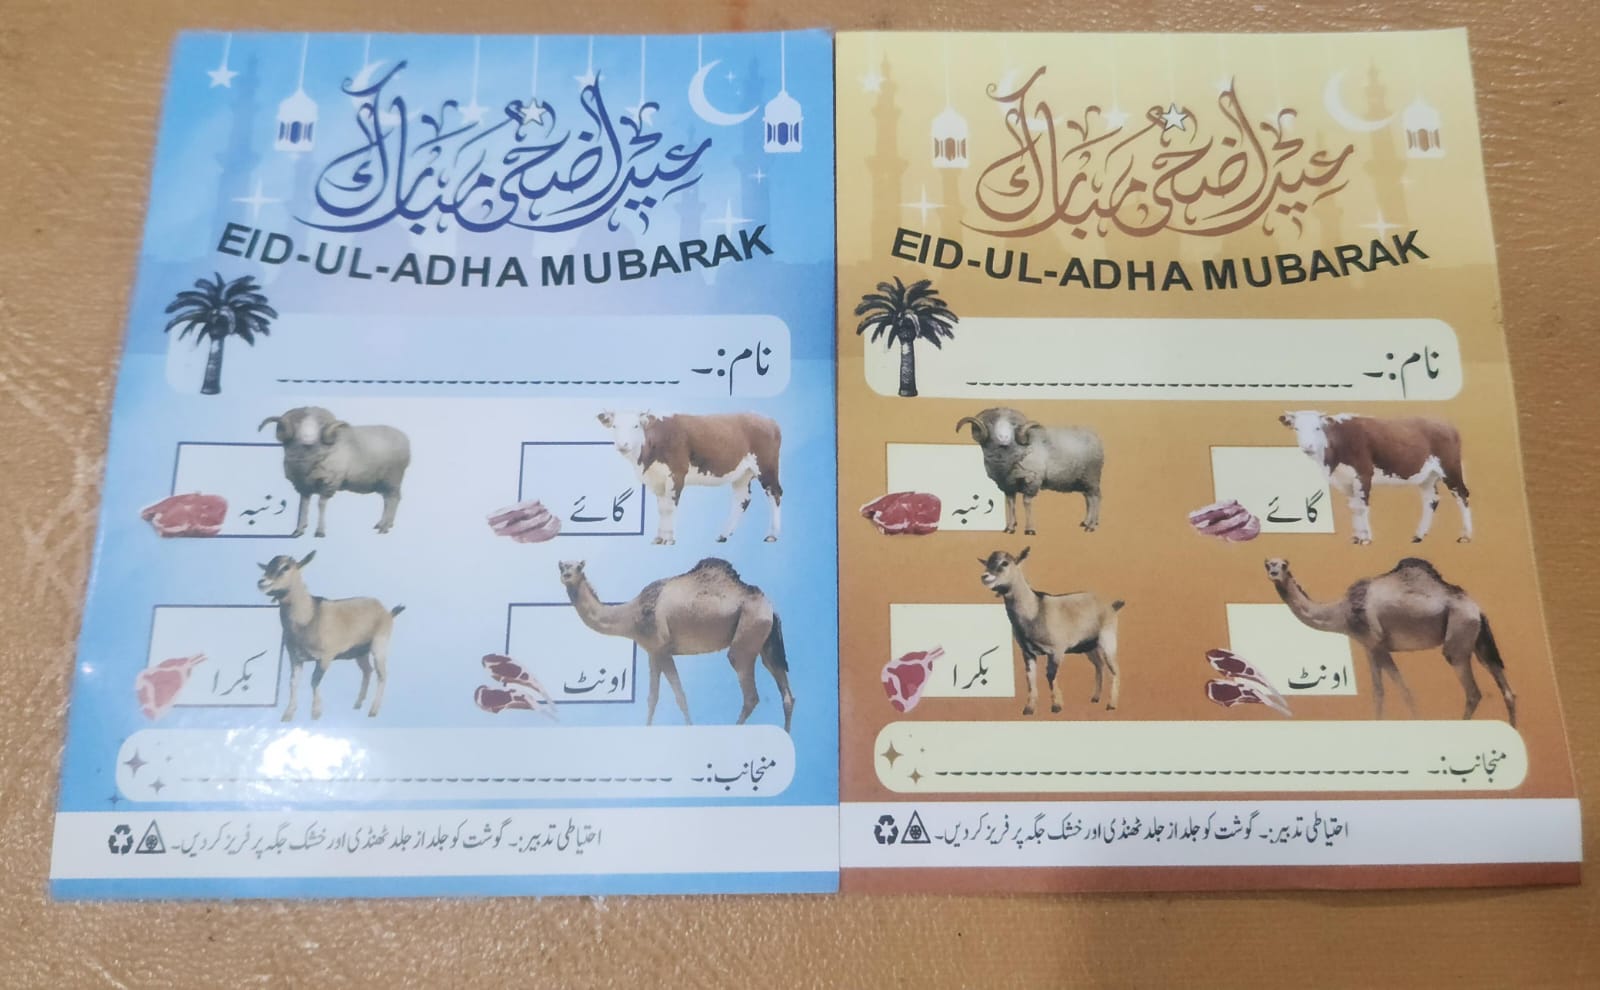 عید اضحیٰ مبارک
EID-UL-ADHA MUBARAK
نام:۔
گائے
دنبہ
اونٹ
بکرا
منجانب:۔
احتیاطی تدبیر:۔ گوشت کو جلد از جلد ٹھنڈی اور خشک جگہ پر فریز کر دیں۔
عید اضحیٰ مبارک
EID-UL-ADHA MUBARAK
نام:۔
گائے
دنبہ
اونٹ
بکرا
منجانب:۔
احتیاطی تدبیر:۔ گوشت کو جلد از جلد ٹھنڈی اور خشک جگہ پر فریز کر دیں۔